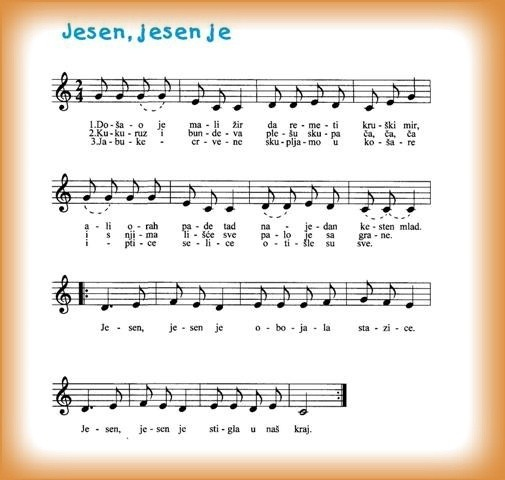 Jesen, jesen je
2
4
1.Do-ša-o je ma-li žir da re-me-ti kru-ški mir,
2.Ku-ku-ruz i bun-de-va ple-šu sku-pa ča, ča, ča
3.Ja-bu-ke- cr-ve-ne sku-plja-mo u ko-ša-re
a-li o-rah pa-de tad na-je-dan ke-sten mlad.
i s nji-ma li-šće sve pa-lo je sa gra-ne.
i-pti-ce se-li-ce o-ti-šle su sve.
Je-sen, je-sen je o-bo-ja-la sta-zi-ce.
Je-sen, je-sen je sti-gla u naš kraj.